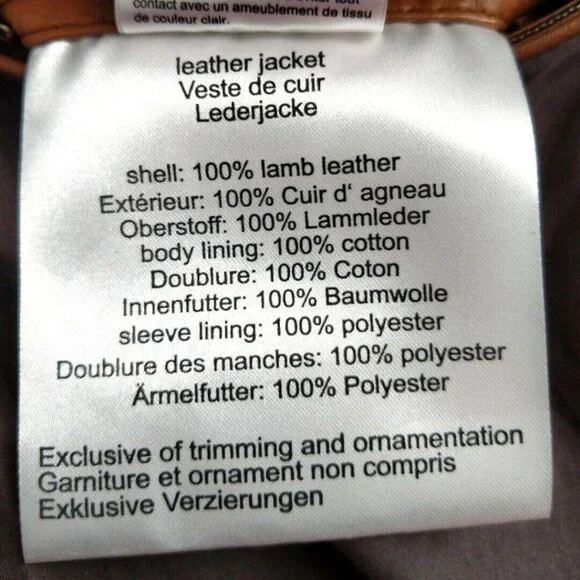 contact avec un ameublement de tissu
de couleur clair.
leather jacket
Veste de cuir
Lederjacke
shell: 100% lamb leather
Extérieur: 100% Cuir d‘ agneau
Oberstoff: 100% Lammleder
body lining: 100% cotton
Doublure: 100% Coton
Innenfutter: 100% Baumwolle
sleeve lining: 100% polyester
Doublure des manches: 100% polyester
Ärmelfutter: 100% Polyester
Exclusive of trimming and ornamentation
Garniture et ornament non compris
Exklusive Verzierungen